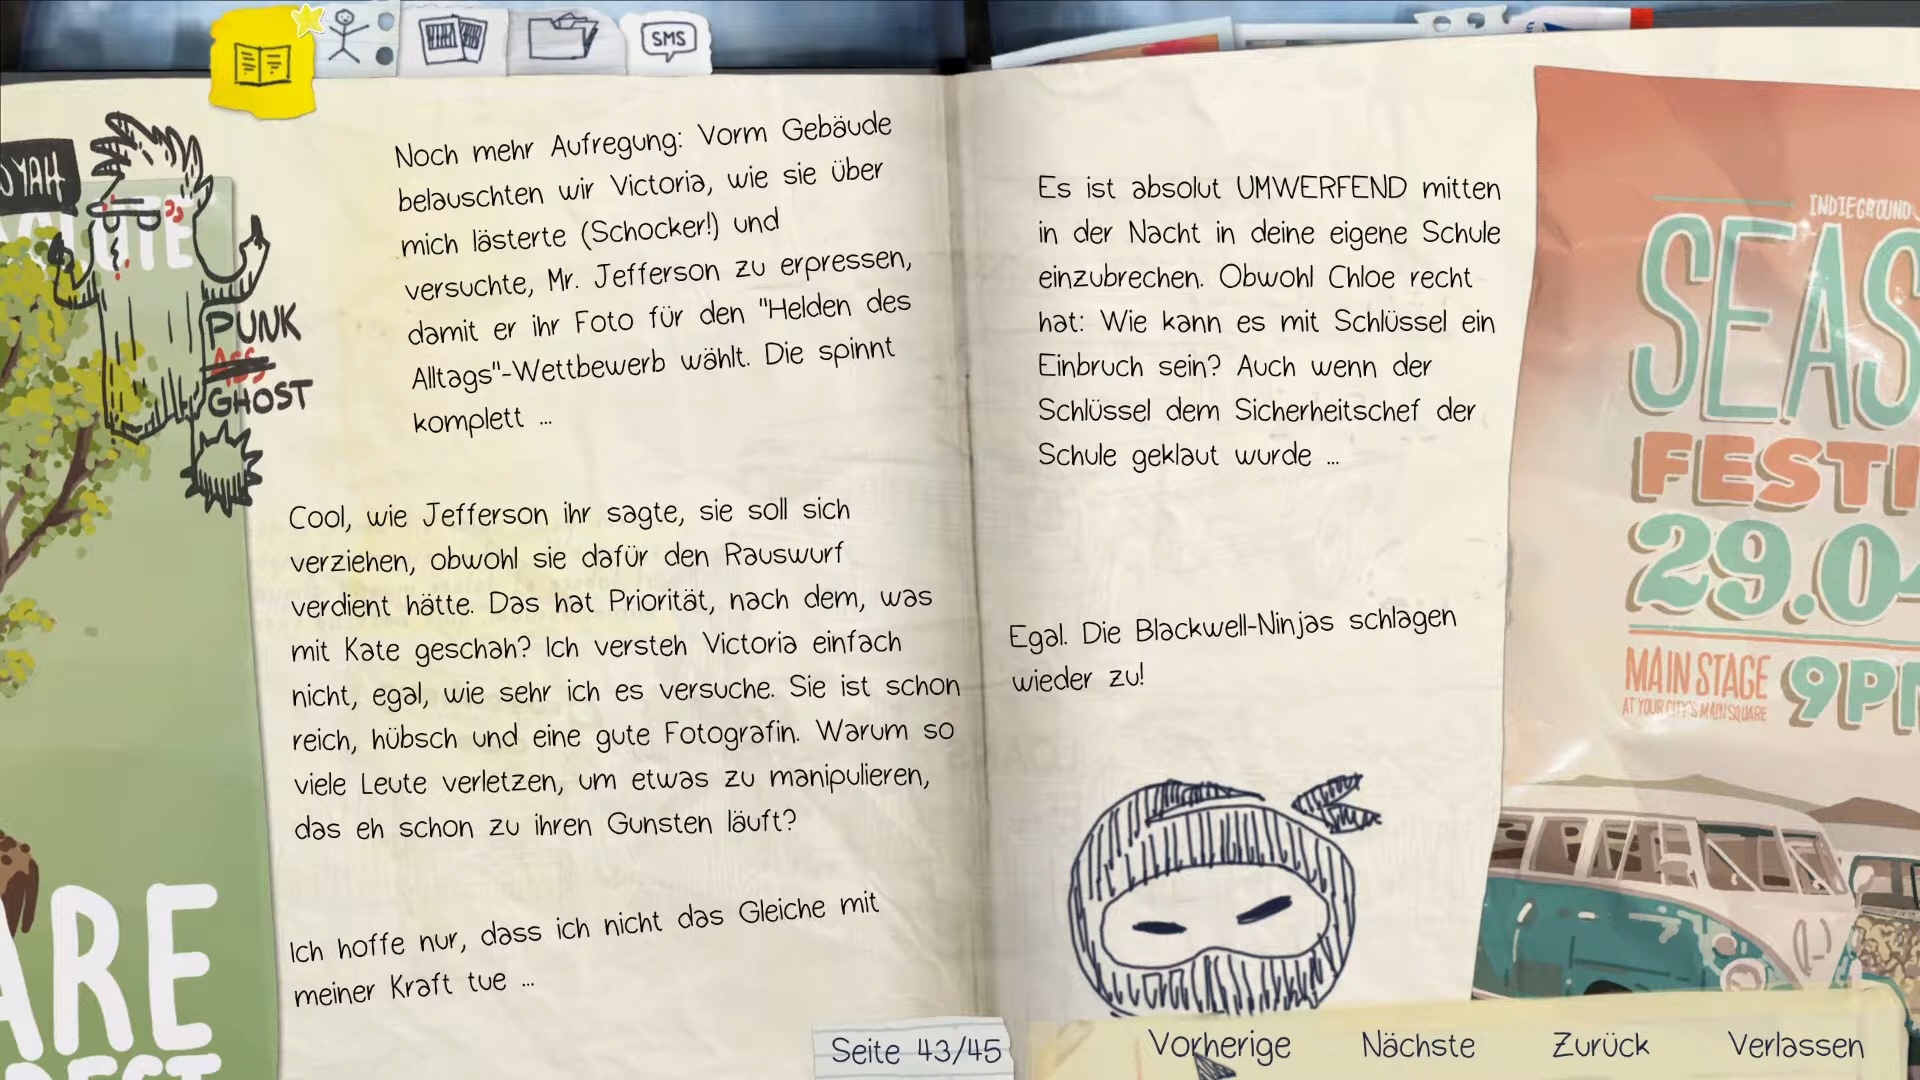 SMS
YAH
PUNK
ASS
GHOST
Noch mehr Aufregung: Vorm Gebäude
belauschten wir Victoria, wie sie über
mich lästerte (Schocker!) und
versuchte, Mr. Jefferson zu erpressen,
damit er ihr Foto für den "Helden des
Alltags"-Wettbewerb wählt. Die spinnt
komplett ...
Cool, wie Jefferson ihr sagte, sie soll sich
verziehen, obwohl sie dafür den Rauswurf
verdient hätte. Das hat Priorität, nach dem, was
mit Kate geschah? Ich versteh Victoria einfach
nicht, egal, wie sehr ich es versuche. Sie ist schon
reich, hübsch und eine gute Fotografin. Warum so
viele Leute verletzen, um etwas zu manipulieren,
das eh schon zu ihren Gunsten läuft?
Ich hoffe nur, dass ich nicht das Gleiche mit
meiner Kraft tue ...
ARE
Es ist absolut UMWERFEND mitten
in der Nacht in deine eigene Schule
einzubrechen. Obwohl Chloe recht
hat: Wie kann es mit Schlüssel ein
Einbruch sein? Auch wenn der
Schlüssel dem Sicherheitschef der
Schule geklaut wurde ...
Egal. Die Blackwell-Ninjas schlagen
wieder zu!
INDIEGROUND
SEAS
FESTI
29.04
MAIN STAGE 9PM
AT YOUR CITY'S MAIN SQUARE
Seite 43/45
Vorherige Nächste Zurück Verlassen